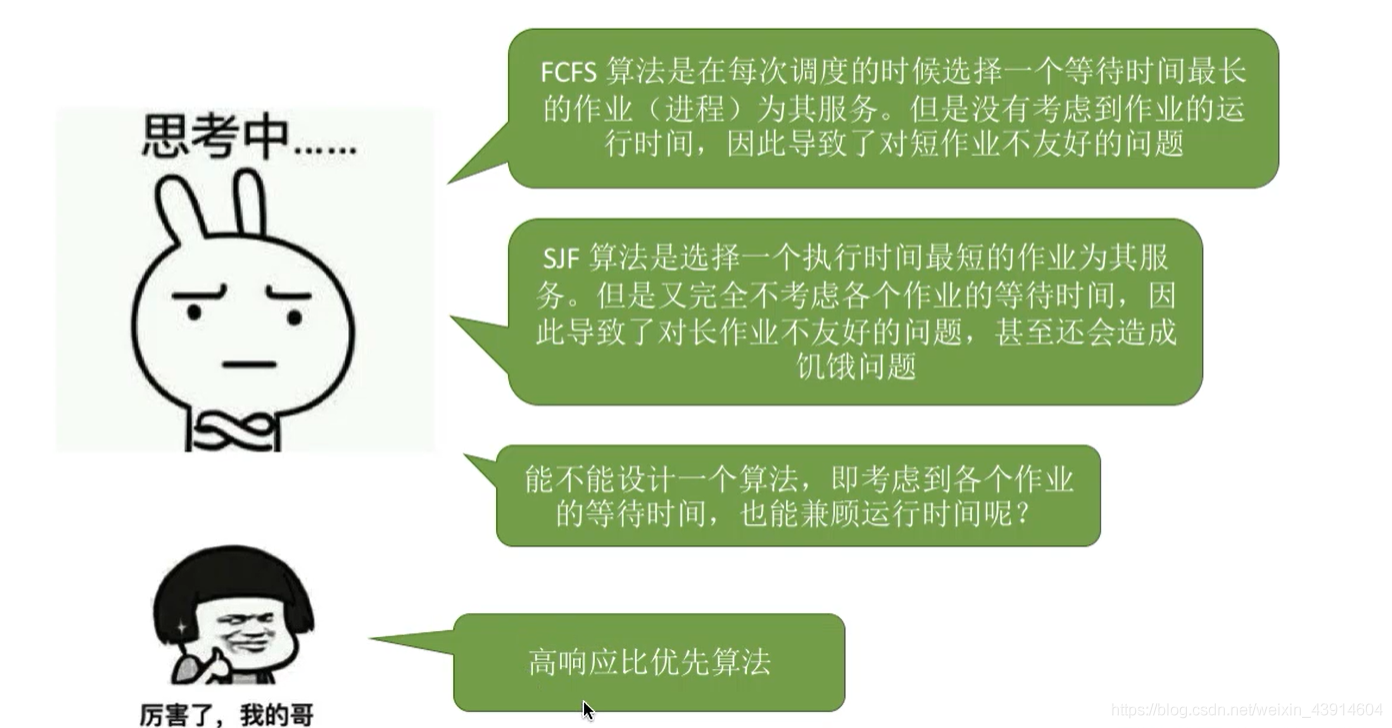 思考中......
FCFS 算法是在每次调度的时候选择一个等待时间最长
的作业（进程）为其服务。但是没有考虑到作业的运
行时间，因此导致了对短作业不友好的问题
SJF 算法是选择一个执行时间最短的作业为其服
务。但是又完全不考虑各个作业的等待时间，因
此导致了对长作业不友好的问题，甚至还会造成
饥饿问题
能不能设计一个算法，即考虑到各个作业
的等待时间，也能兼顾运行时间呢？
高响应比优先算法
厉害了，我的哥
https://blog.csdn.net/weixin_43914604